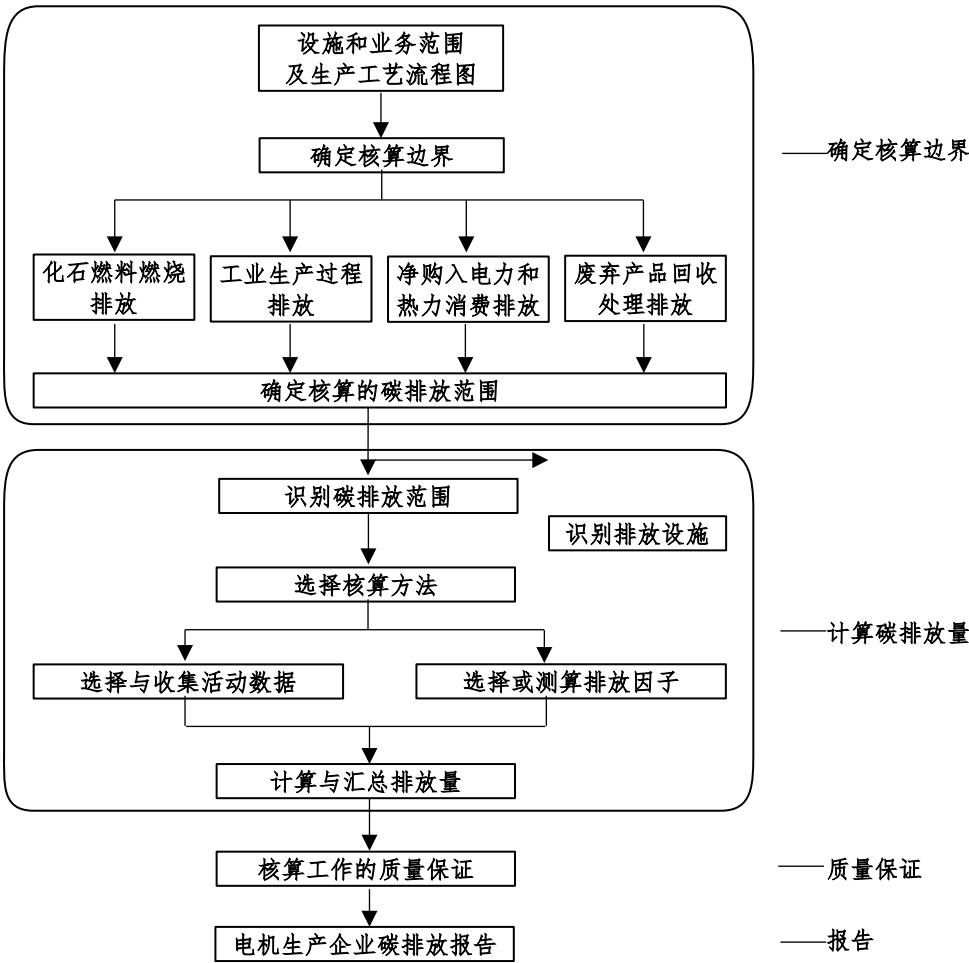 设施和业务范围
及生产工艺流程图
确定核算边界
确定核算边界
化石燃料燃烧
排放
工业生产过程
排放
净购入电力和
热力消费排放
废弃产品回收
处理排放
确定核算的碳排放范围
识别碳排放范围
识别排放设施
选择核算方法
计算碳排放量
选择与收集活动数据
选择或测算排放因子
计算与汇总排放量
核算工作的质量保证
质量保证
电机生产企业碳排放报告
报告